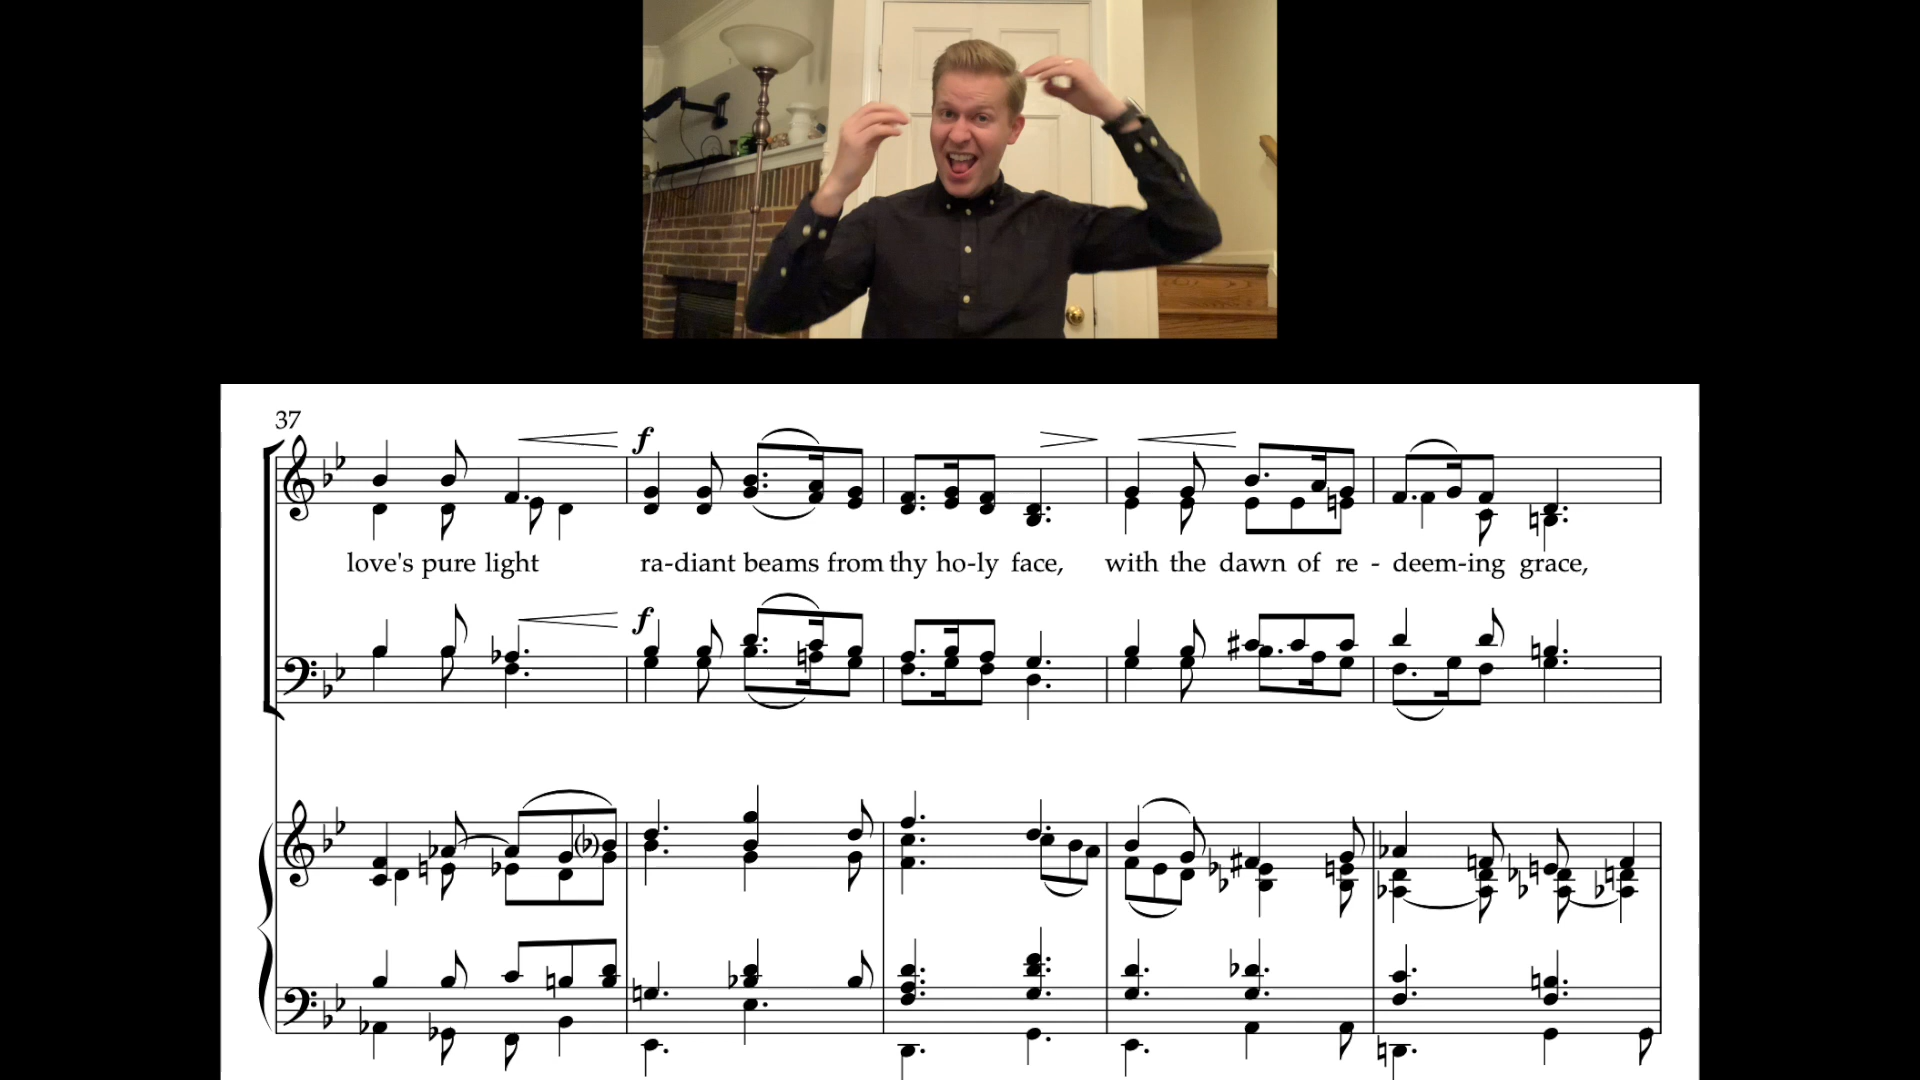 37
f
love's pure light ra-diant beams from thy ho-ly face, with the dawn of re - deem-ing grace,
f